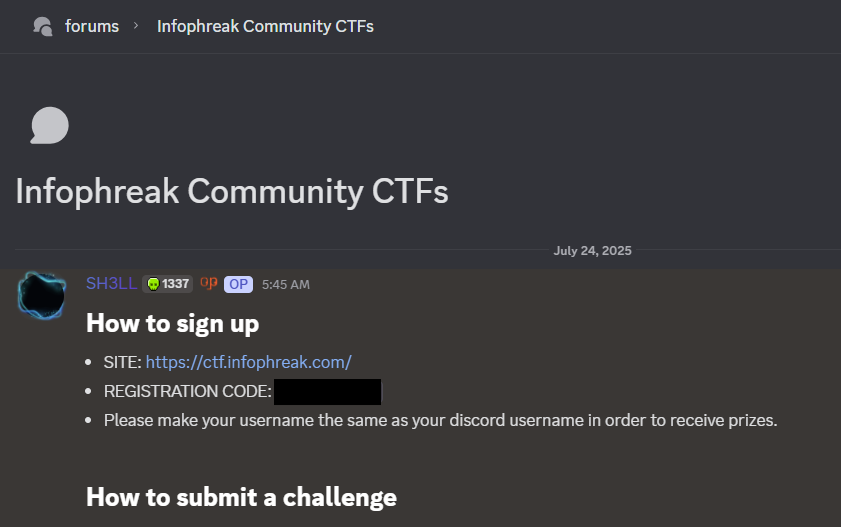 forums › Infophreak Community CTFs
Infophreak Community CTFs
July 24, 2025
SH3LL 1337 op OP 5:45 AM
How to sign up
• SITE: https://ctf.infophreak.com/
• REGISTRATION CODE:
• Please make your username the same as your discord username in order to receive prizes.
How to submit a challenge